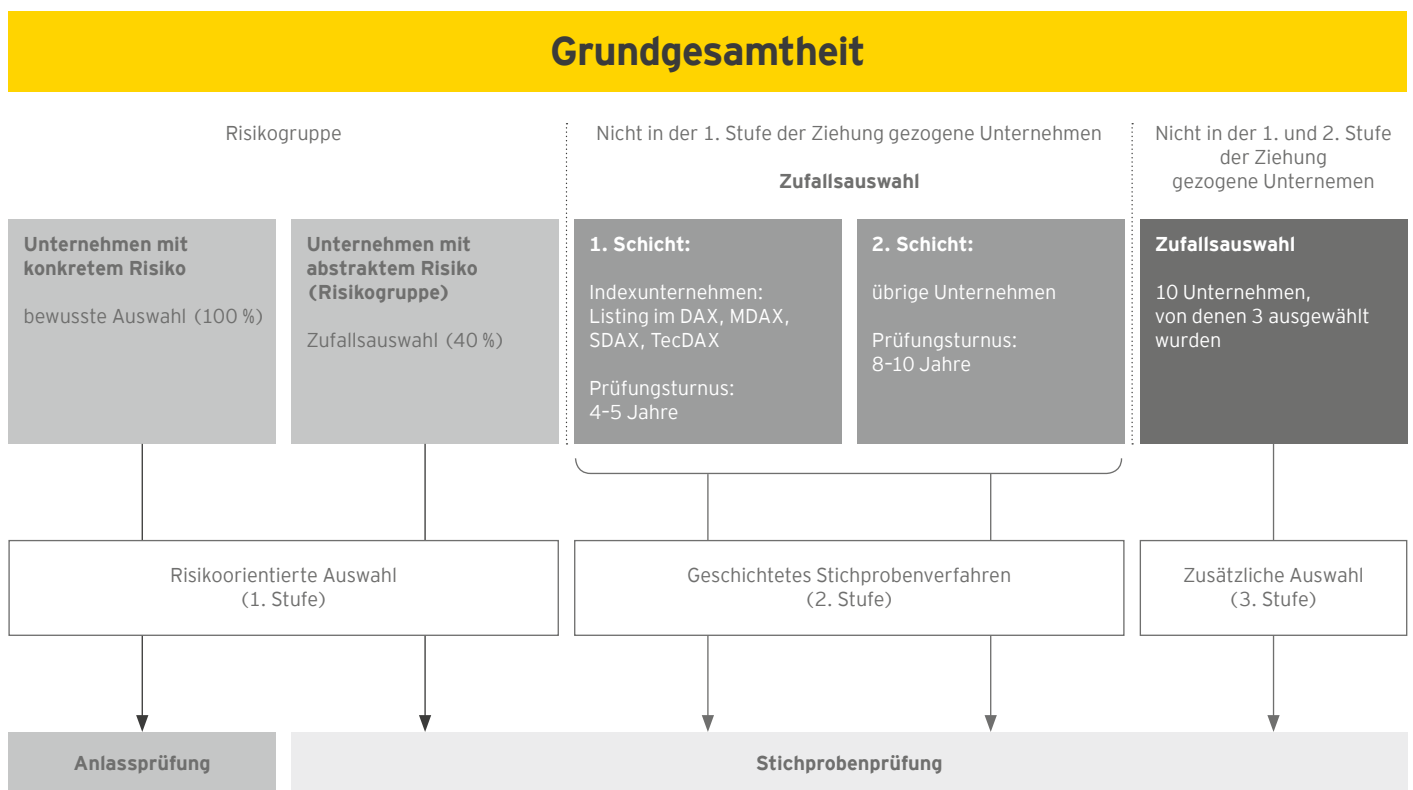 Grundgesamtheit
Risikogruppe
Nicht in der 1. Stufe der Ziehung gezogene Unternehmen
Zufallsauswahl
Nicht in der 1. und 2. Stufe
der Ziehung
gezogene Unternemen
Unternehmen mit
konkretem Risiko
bewusste Auswahl (100 %)
Unternehmen mit
abstraktem Risiko
(Risikogruppe)
Zufallsauswahl (40 %)
1. Schicht:
Indexunternehmen:
Listing im DAX, MDAX,
SDAX, TecDAX
Prüfungsturnus:
4–5 Jahre
2. Schicht:
übrige Unternehmen
Prüfungsturnus:
8–10 Jahre
Zufallsauswahl
10 Unternehmen,
von denen 3 ausgewählt
wurden
Risikoorientierte Auswahl
(1. Stufe)
Geschichtetes Stichprobenverfahren
(2. Stufe)
Zusätzliche Auswahl
(3. Stufe)
Anlassprüfung
Stichprobenprüfung